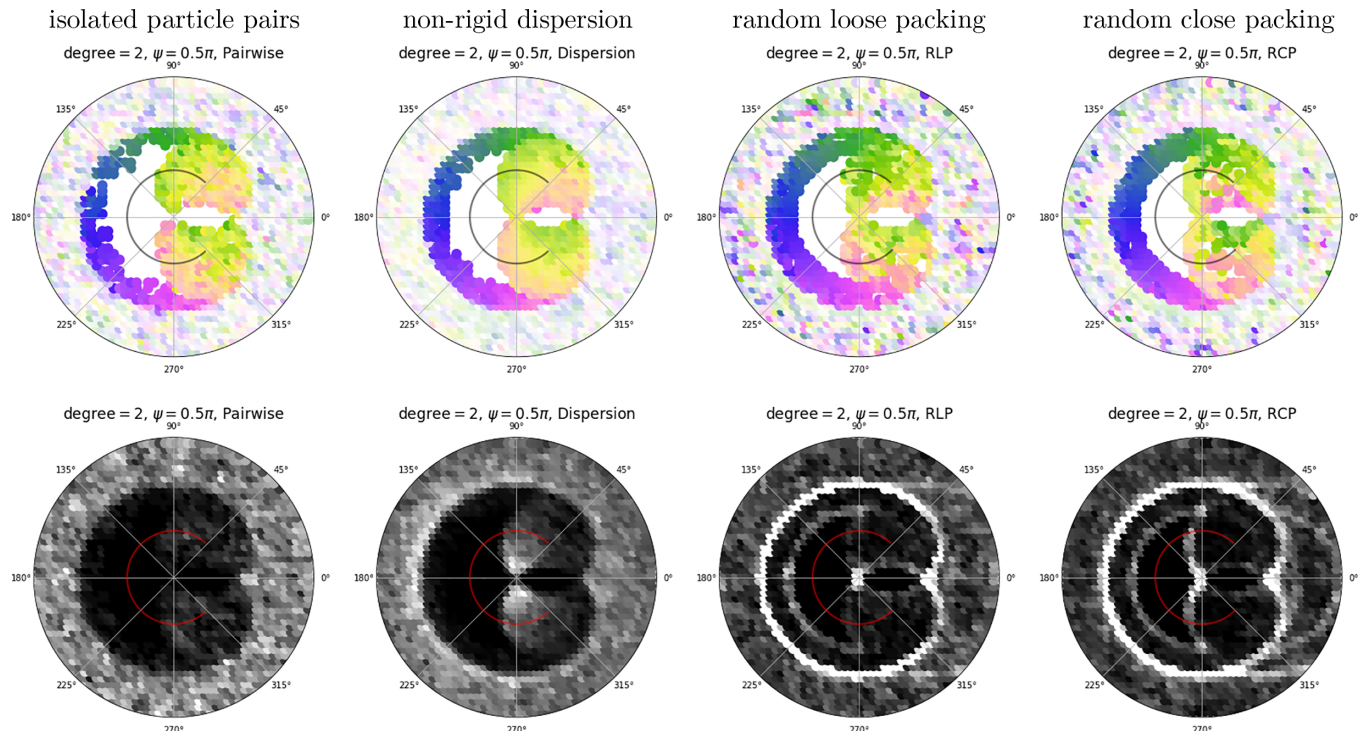 isolated particle pairs non-rigid dispersion random loose packing random close packing
degree = 2, ψ = 0.5π, Pairwise degree = 2, ψ = 0.5π, Dispersion degree = 2, ψ = 0.5π, RLP degree = 2, ψ = 0.5π, RCP
90° 90° 90° 90°
135° 45° 135° 45° 135° 45° 135° 45°
180° 0° 180° 0° 180° 0° 180° 0°
225° 315° 225° 315° 225° 315° 225° 315°
270° 270° 270° 270°
degree = 2, ψ = 0.5π, Pairwise degree = 2, ψ = 0.5π, Dispersion degree = 2, ψ = 0.5π, RLP degree = 2, ψ = 0.5π, RCP
90° 90° 90° 90°
135° 45° 135° 45° 135° 45° 135° 45°
180° 0° 180° 0° 180° 0° 180° 0°
225° 315° 225° 315° 225° 315° 225° 315°
270° 270° 270° 270°